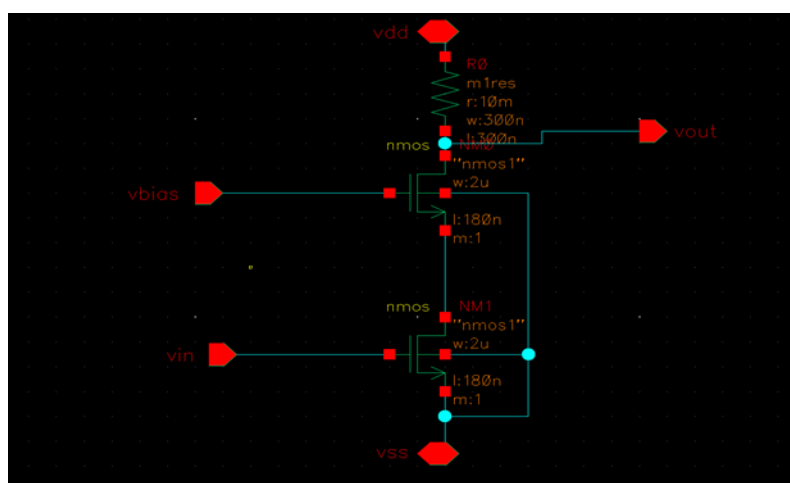 vdd
R0
m1res
r:10m
w:300n
l:300n
vout
nmos
NM0
"nmos1"
w:2u
vbias
l:180n
m:1
"
nmos
NM1
"nmos1"
w:2u
vin
l:180n
m:1
vss